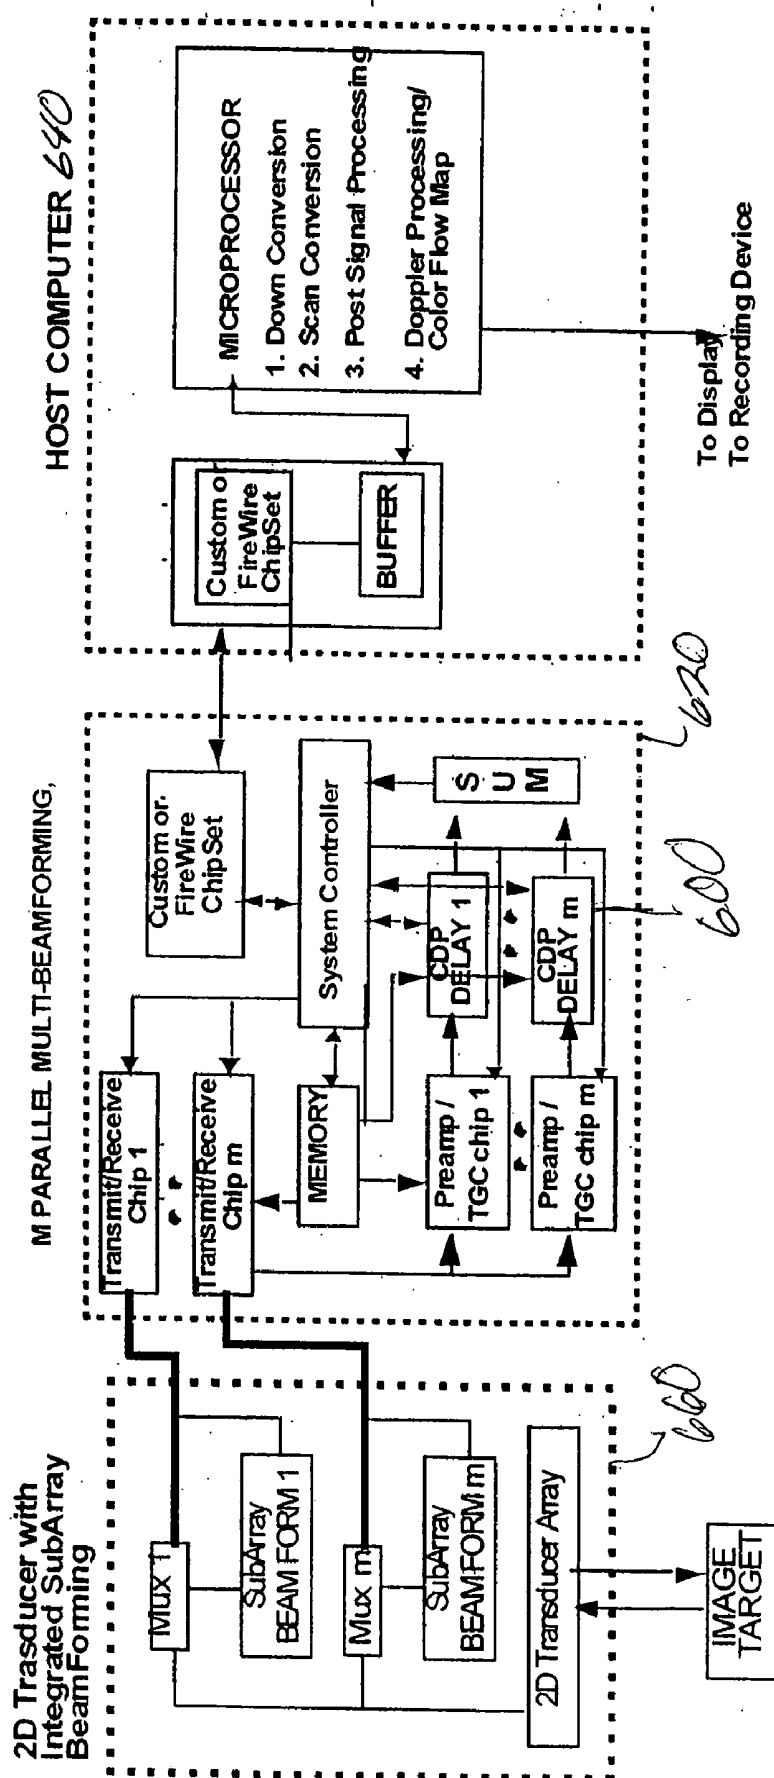 2D Trasducer with
Integrated SubArray
BeamForming
Mux 1
SubArray
BEAM FORM 1
Mux m
SubArray
BEAMFORM m
2D Transducer Array
IMAGE
TARGET
660
M PARALLEL MULTI-BEAMFORMING,
Transmit/Receive
Chip 1
Transmit/Receive
Chip m
MEMORY
Preamp /
TGC chip 1
Preamp /
TGC chip m
Custom or
FireWire
ChipSet
System Controller
CDP
DELAY 1
CDP
DELAY m
SUM
600
620
HOST COMPUTER 640
Custom or
FireWire
ChipSet
BUFFER
MICROPROCESSOR
1. Down Conversion
2. Scan Conversion
3. Post Signal Processing
4. Doppler Processing/
Color Flow Map
To Display
To Recording Device